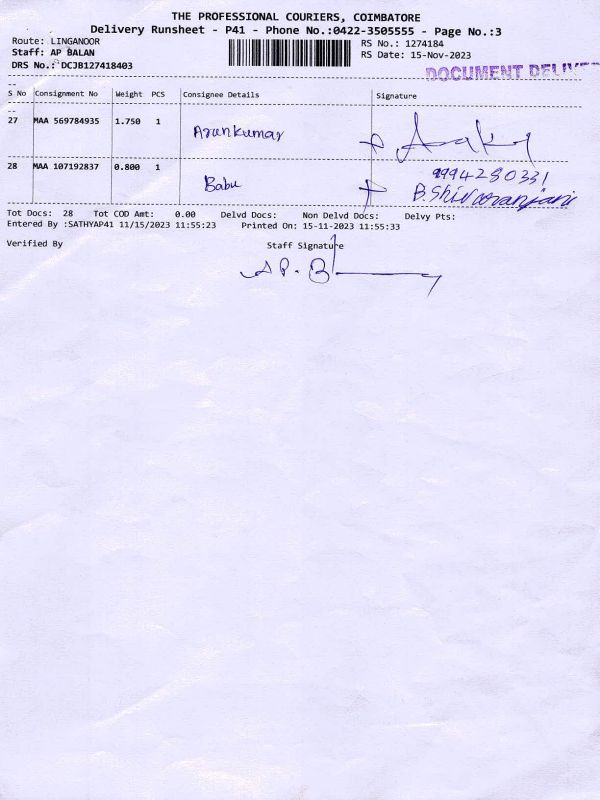 THE PROFESSIONAL COURIERS, COIMBATORE
Delivery Runsheet - P41 - Phone No.:0422-3505555 - Page No.:3
Route: LINGANOOR
RS No.: 1274184
Staff: AP BALAN
RS Date: 15-Nov-2023
DRS No.: DCJB127418403
DOCUMENT DELIVE
--
S No Consignment No Weight PCS Consignee Details Signature
--
27 MAA 569784935 1.750 1 Arunkumar
28 MAA 107192837 0.800 1 Babu
9994290331
Tot Docs: 28 Tot COD Amt: 0.00 Delvd Docs: Non Delvd Docs: Delvy Pts:
Entered By :SATHYAP41 11/15/2023 11:55:23 Printed On: 15-11-2023 11:55:33
Verified By Staff Signature
AP. B